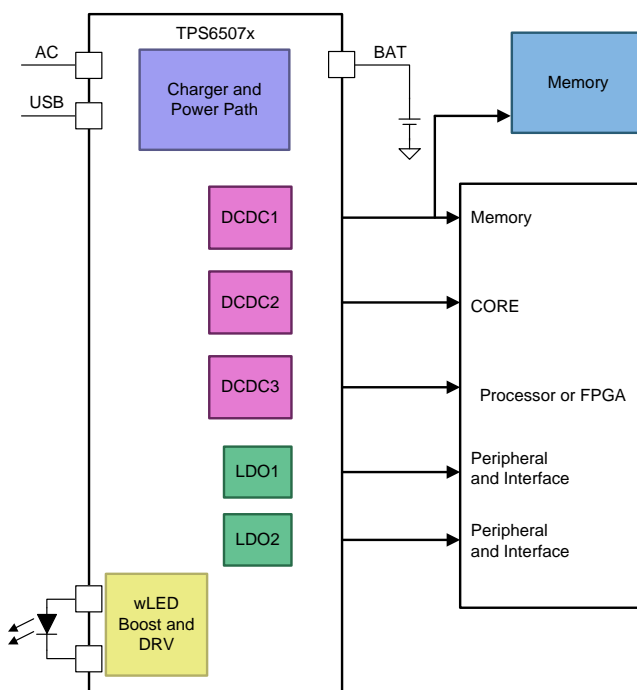 TPS6507x
AC
USB
BAT
Charger and
Power Path
Memory
DCDC1
Memory
DCDC2
CORE
DCDC3
Processor or FPGA
LDO1
Peripheral
and Interface
LDO2
Peripheral
and Interface
wLED
Boost and
DRV